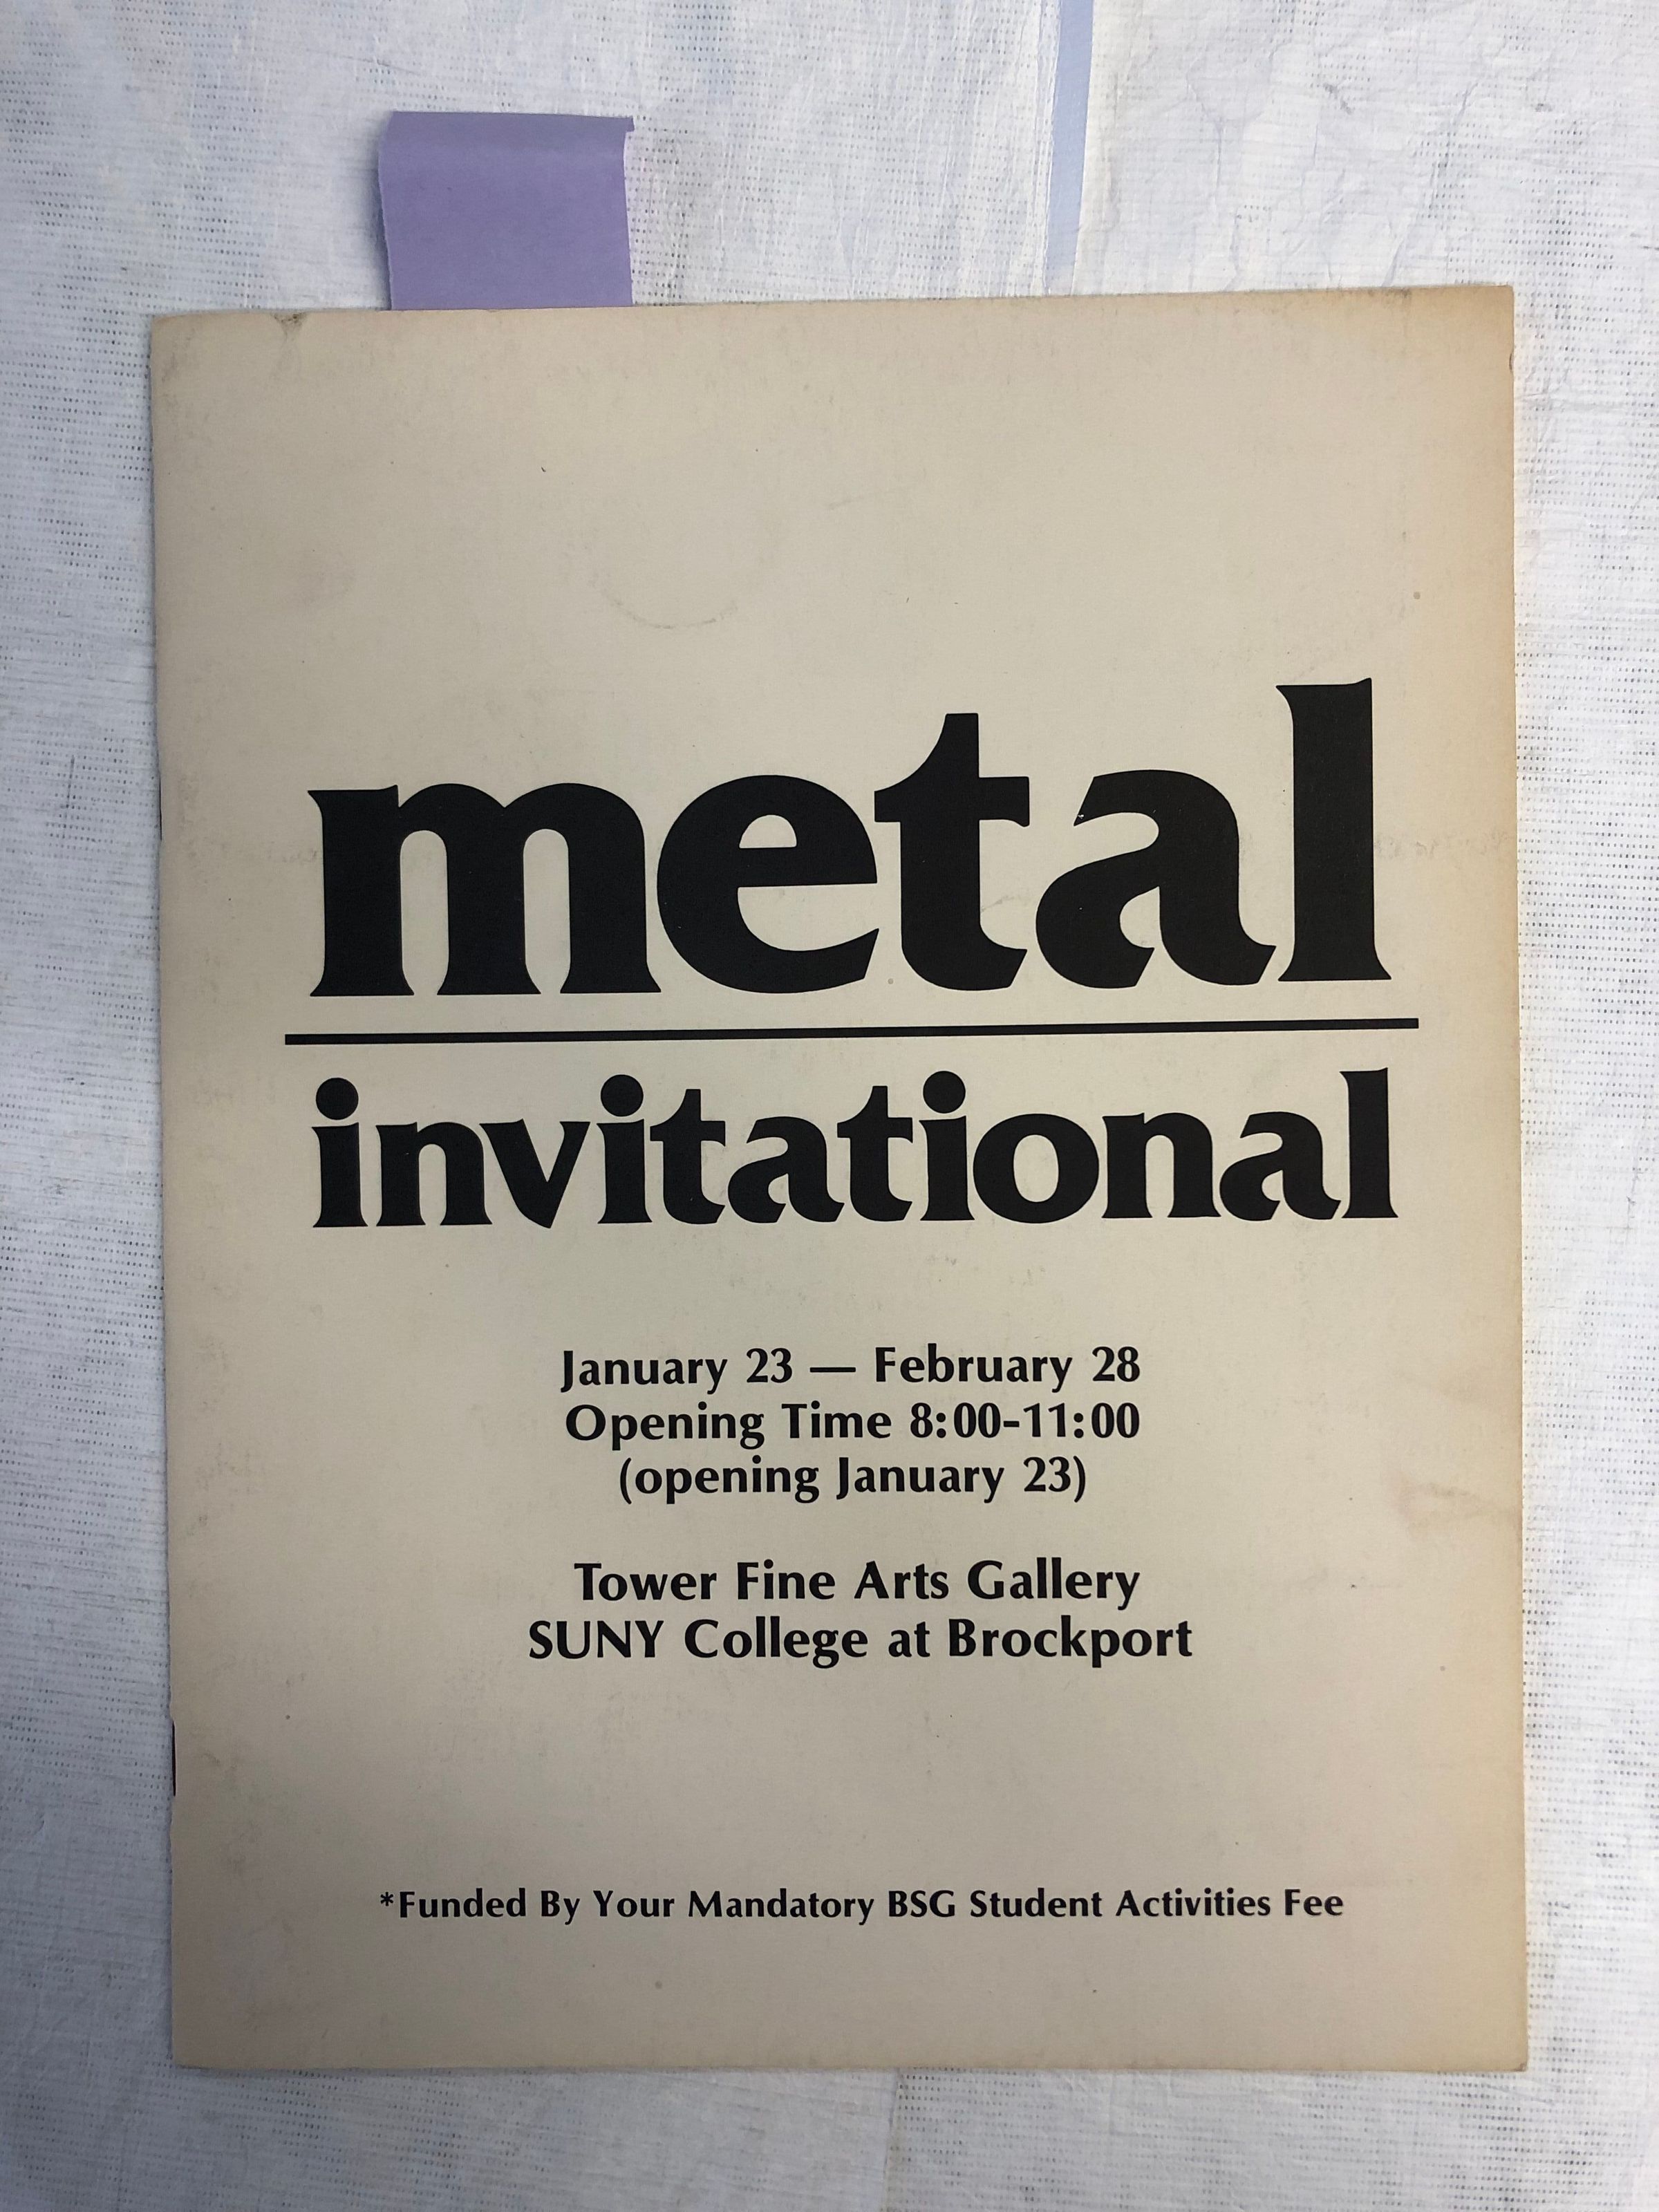 metal
invitational
January 23 — February 28
Opening Time 8:00-11:00
(opening January 23)
Tower Fine Arts Gallery
SUNY College at Brockport
*Funded By Your Mandatory BSG Student Activities Fee